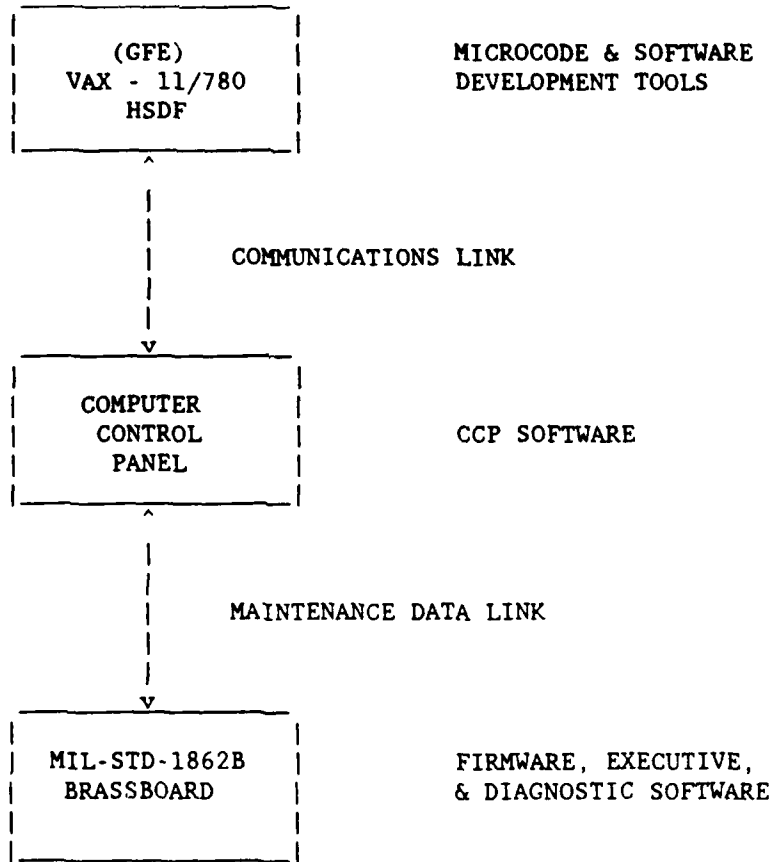 (GFE)
VAX - 11/780
HSDF
MICROCODE & SOFTWARE
DEVELOPMENT TOOLS
COMMUNICATIONS LINK
COMPUTER
CONTROL
PANEL
CCP SOFTWARE
MAINTENANCE DATA LINK
MIL-STD-1862B
BRASSBOARD
FIRMWARE, EXECUTIVE,
& DIAGNOSTIC SOFTWARE